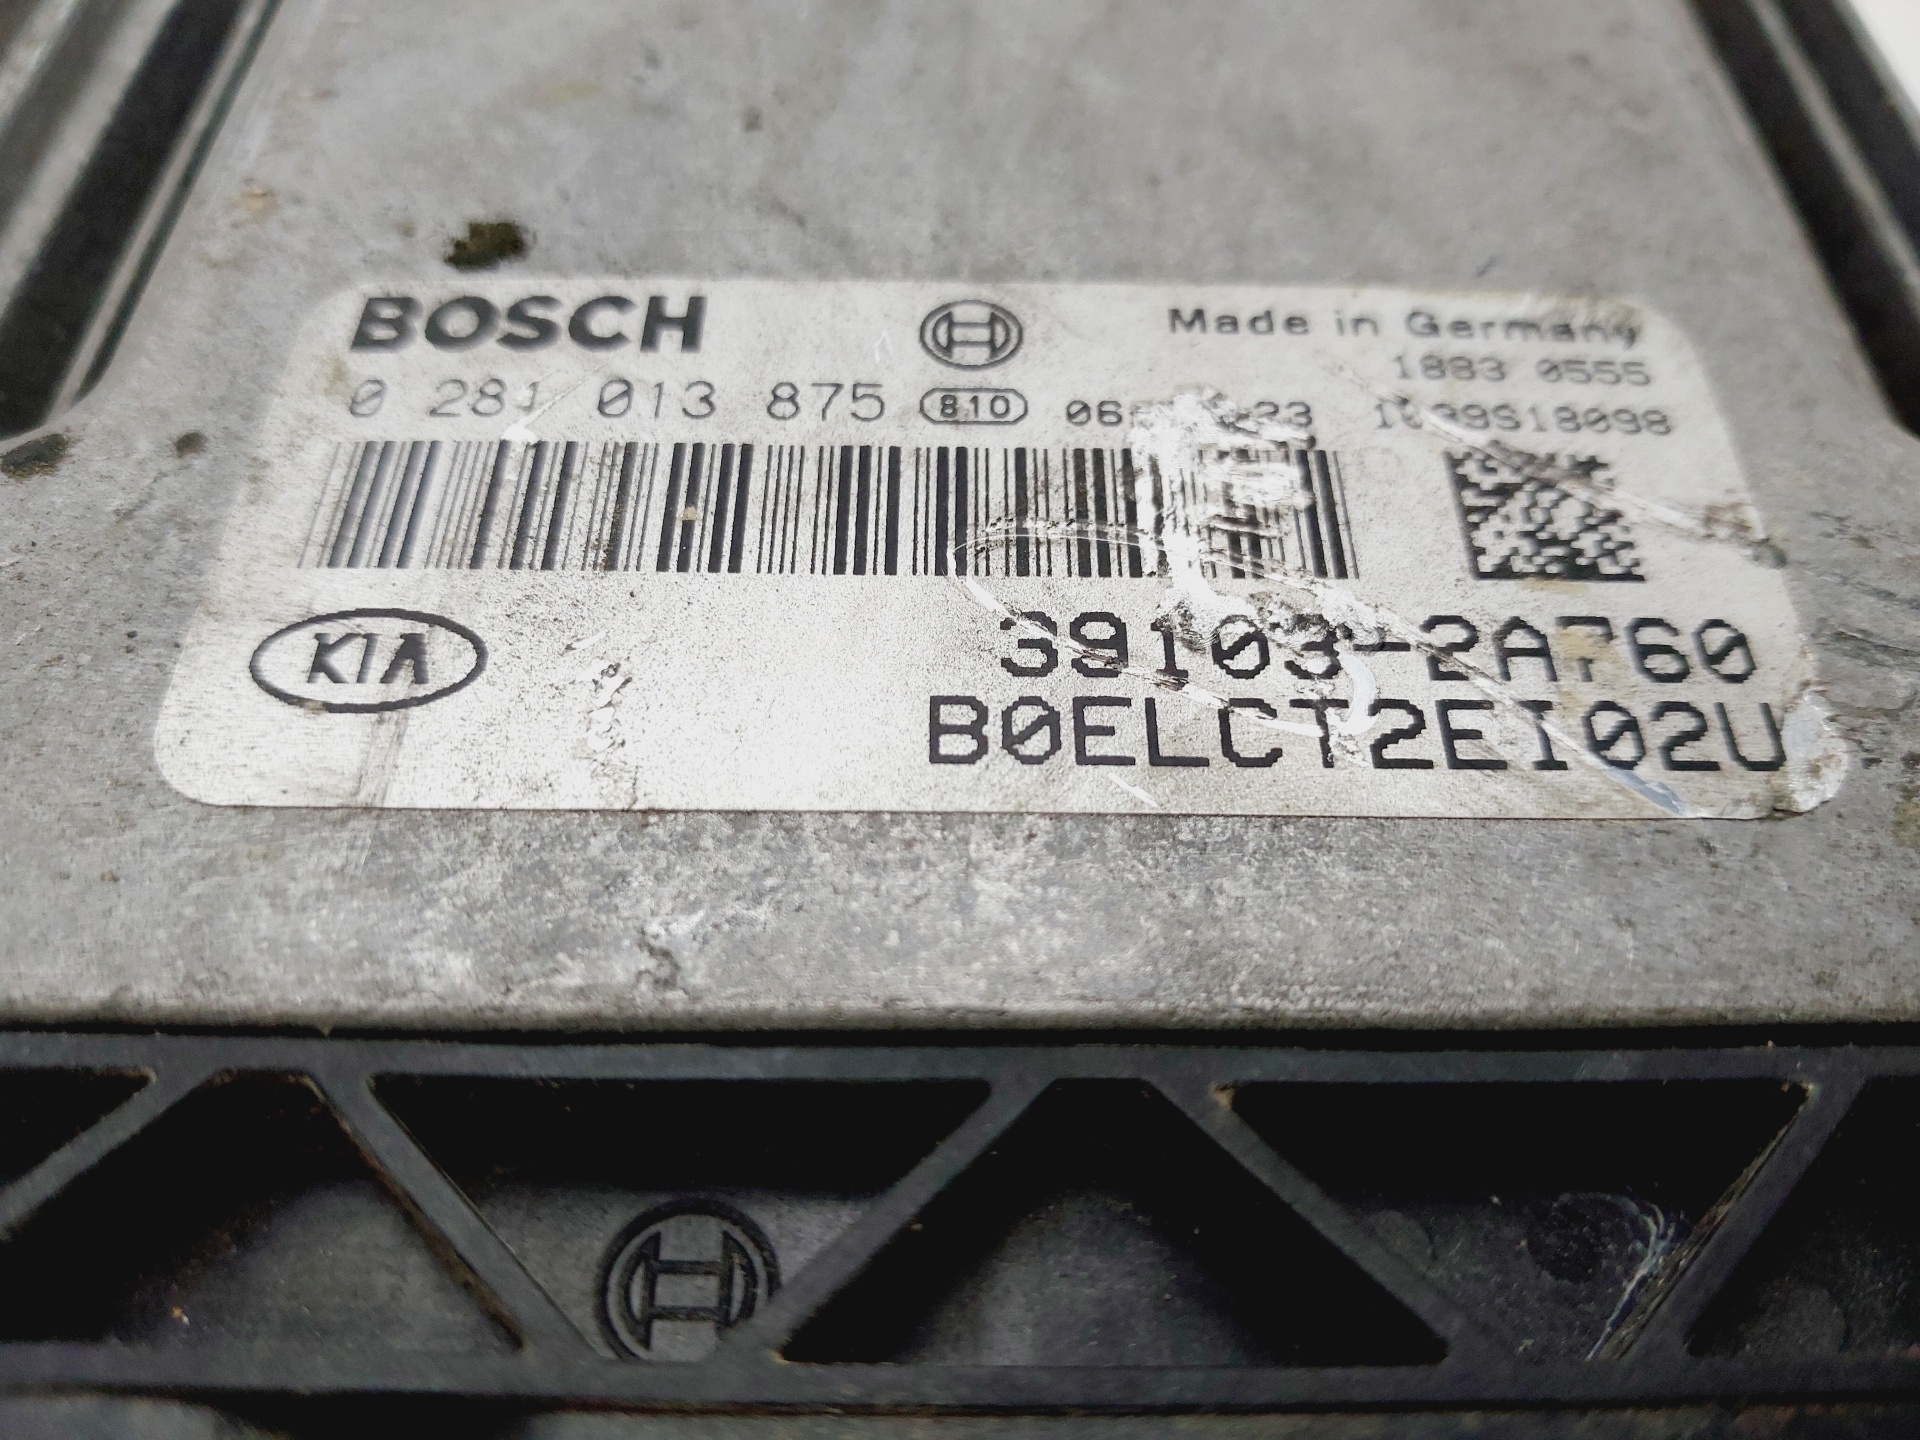 BOSCH
Made in Germany
1883 0555
0 281 013 875
810
KIA
39103-2A760
B0ELCT2EI02U